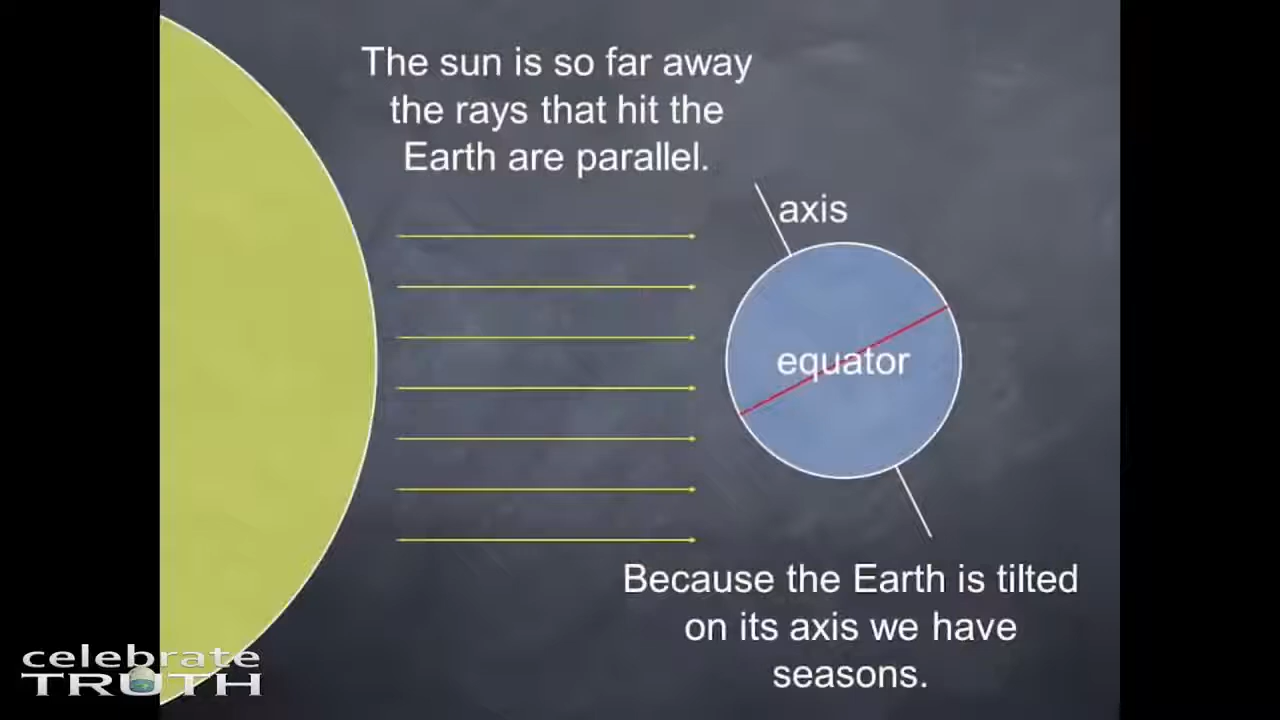 The sun is so far away
the rays that hit the
Earth are parallel.
axis
equator
Because the Earth is tilted
on its axis we have
seasons.
celebrate
TRUTH